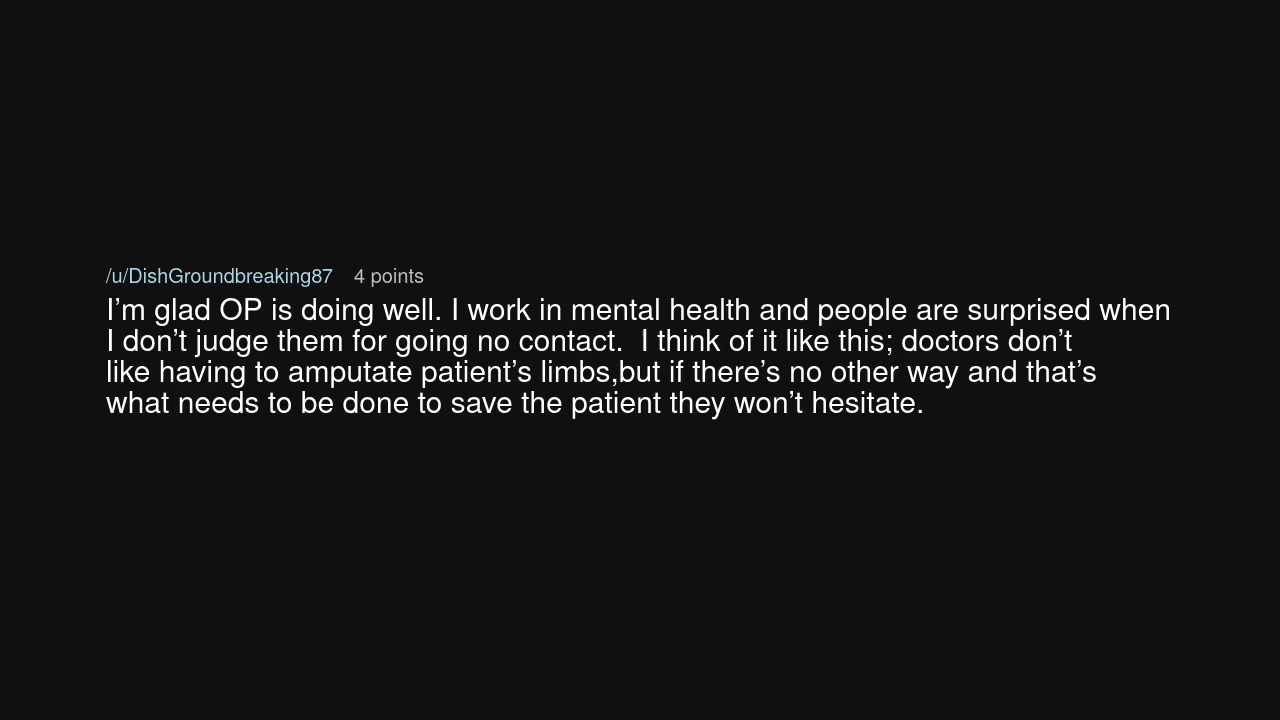 /u/DishGroundbreaking87 4 points
I’m glad OP is doing well. I work in mental health and people are surprised when
I don’t judge them for going no contact.  I think of it like this; doctors don’t
like having to amputate patient’s limbs,but if there’s no other way and that’s
what needs to be done to save the patient they won’t hesitate.